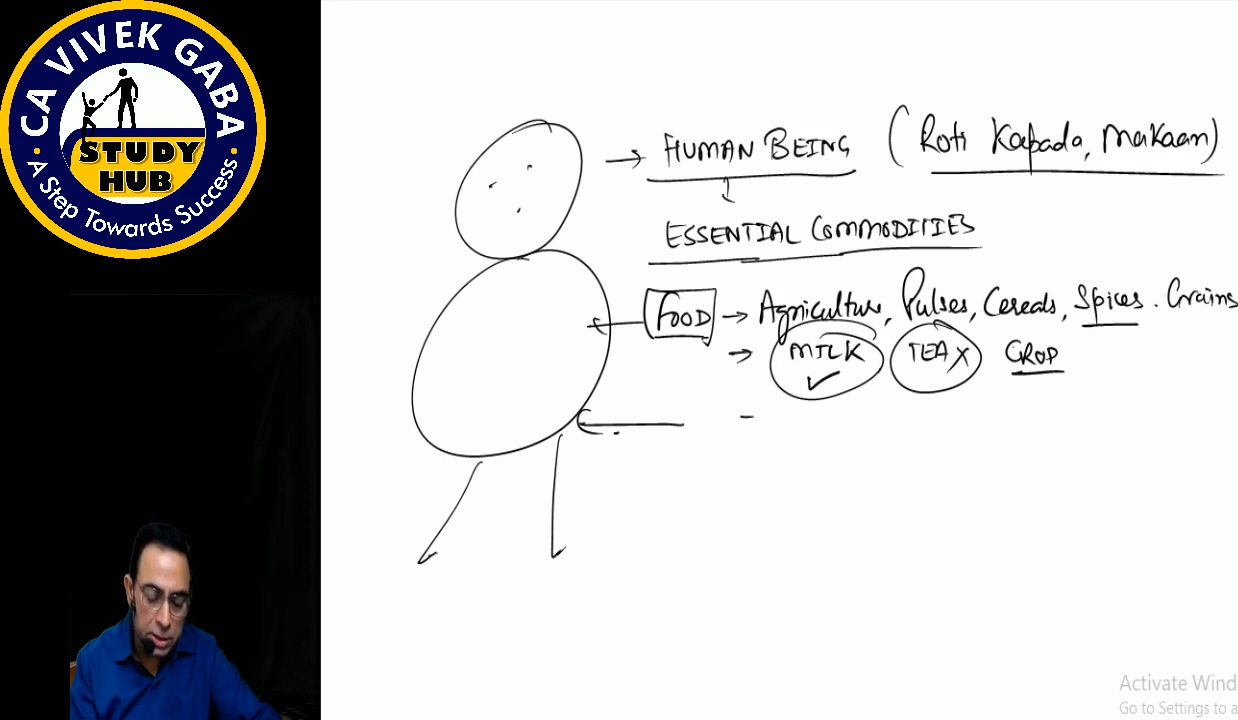 CA VIVEK GABA
STUDY
HUB
• A Step Towards Success •
→ HUMAN BEING (Roti Kapada, Makaan)
↓
ESSENTIAL COMMODITIES
FOOD → Agriculture, Pulses, Cereals, Spices. Grains
→ MILK ✓ TEA X CROP
Activate Wind
Go to Settings to a